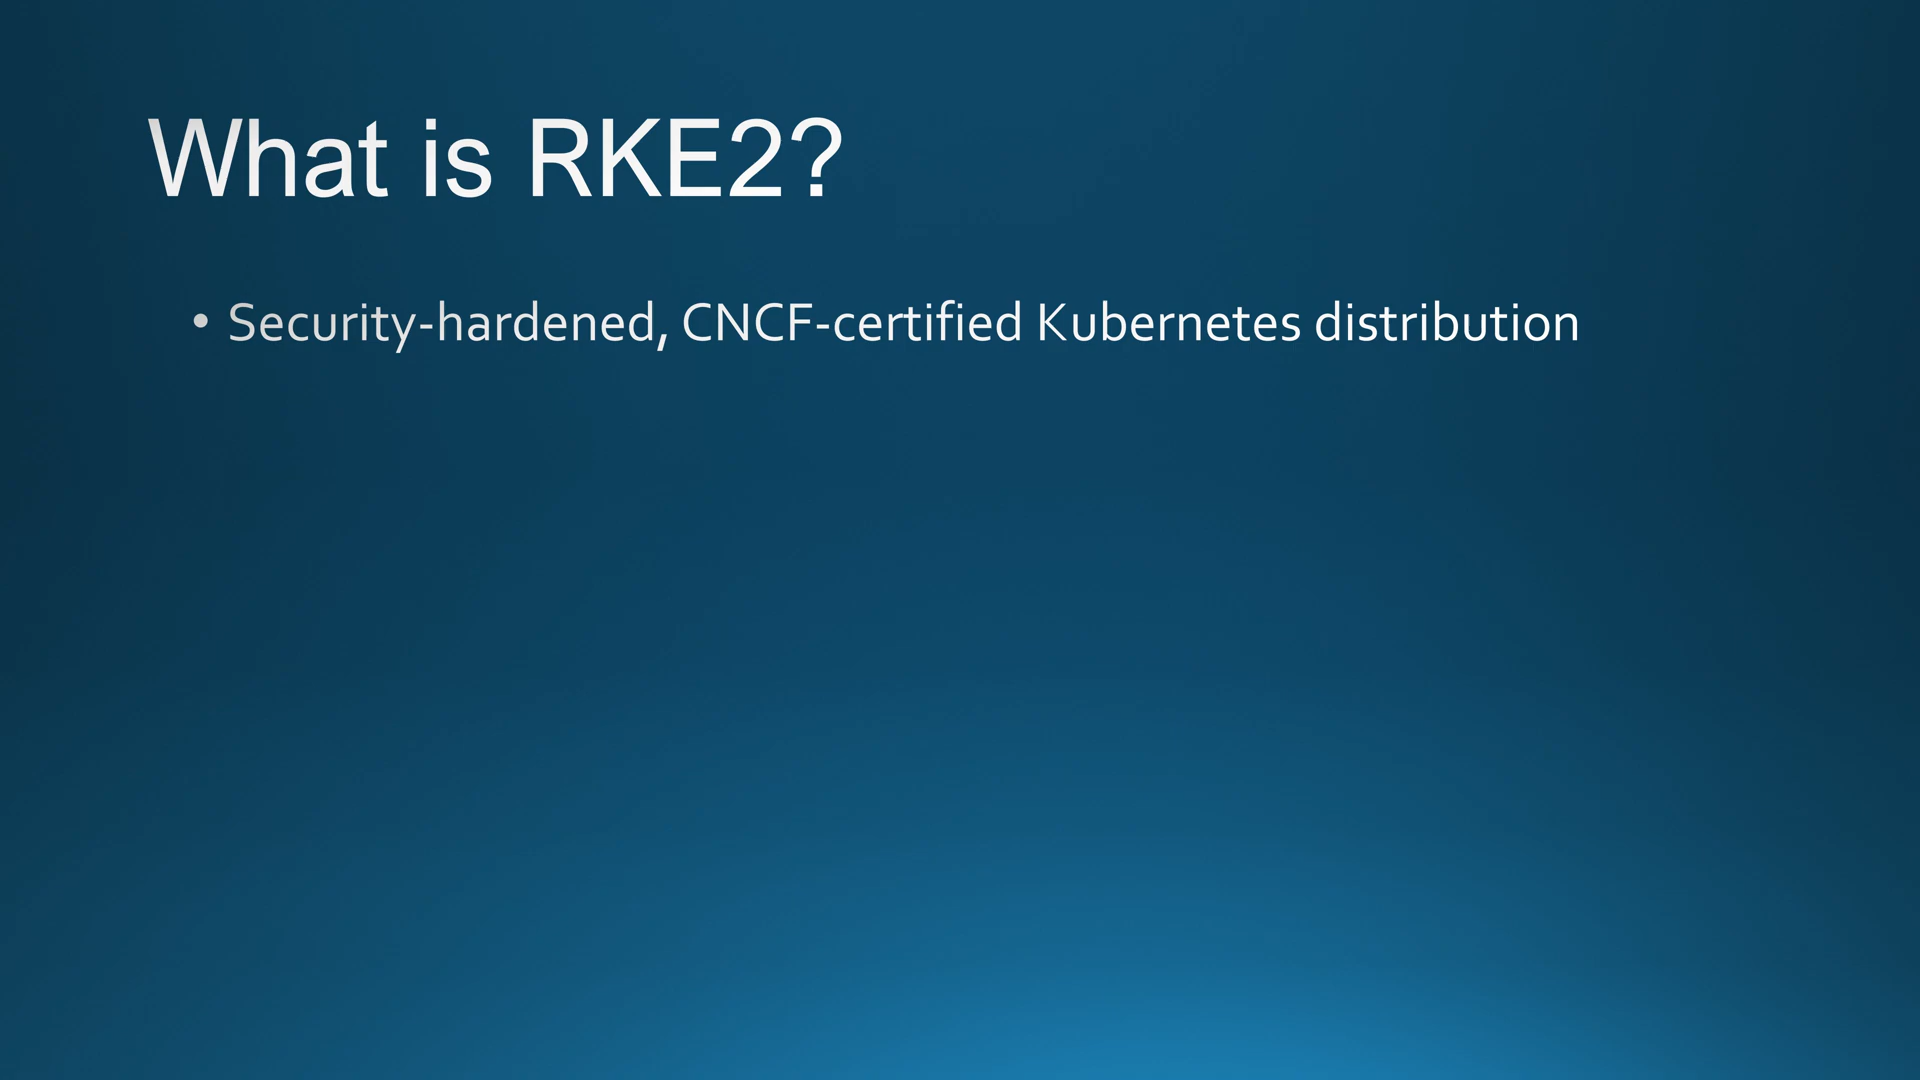 What is RKE2?
• Security-hardened, CNCF-certified Kubernetes distribution